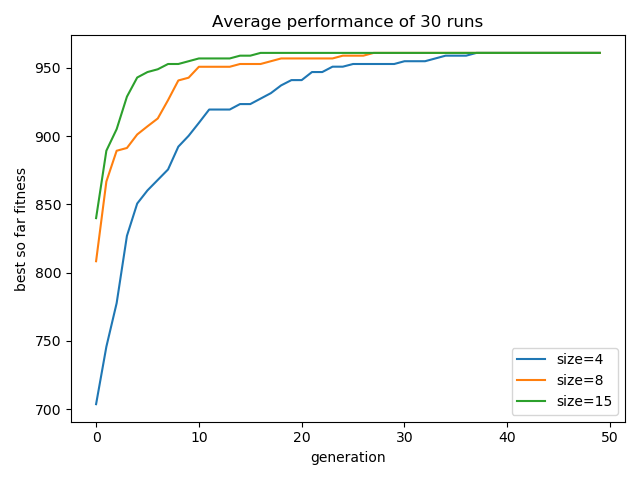 Average performance of 30 runs
best so far fitness
950
900
850
800
750
700
0 10 20 30 40 50
generation
size=4
size=8
size=15